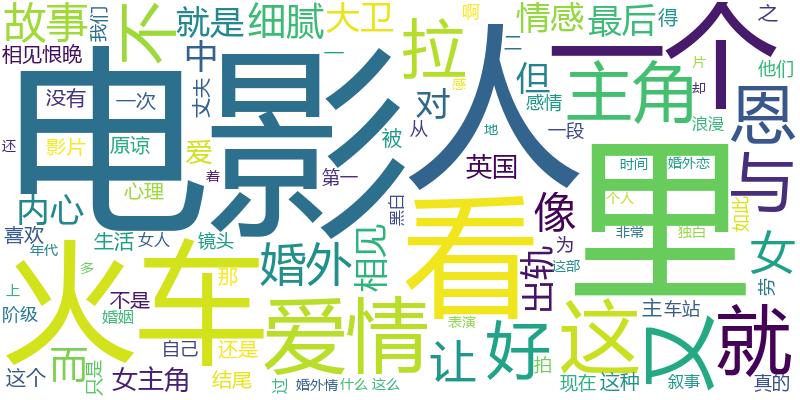 故事
我们
不
就是
细腻
大卫
啊
情感
最后
得
之
一个
相见恨晚
中
女夫
一
拉
二
但
主角
片
他们
电影
人
没有
一次
对
感
感情
却
恩
还
影片
原谅
爱
被
从
地
一段
浪漫
与
心理
着
第一
英国
里
时间
婚外恋
内心
黑白
看
像
个人
如此
喜欢
生活
女人
镜头
婚外
相见
出轨
为
非常
独白
女
年代
火车
多
那
这部
上
不是
爱情
这
又
就
劳
阶级
婚姻
主
车站
而
自己
还是
表演
让
好
这个
只是
女主角
结尾
过
婚外情
什么
这么
拍
现在
这种
叙事
真的